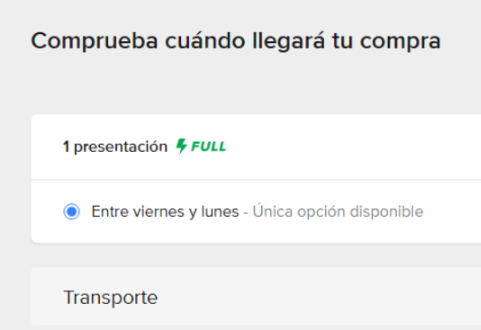 Comprueba cuándo llegará tu compra
1 presentación FULL
Entre viernes y lunes - Única opción disponible
Transporte